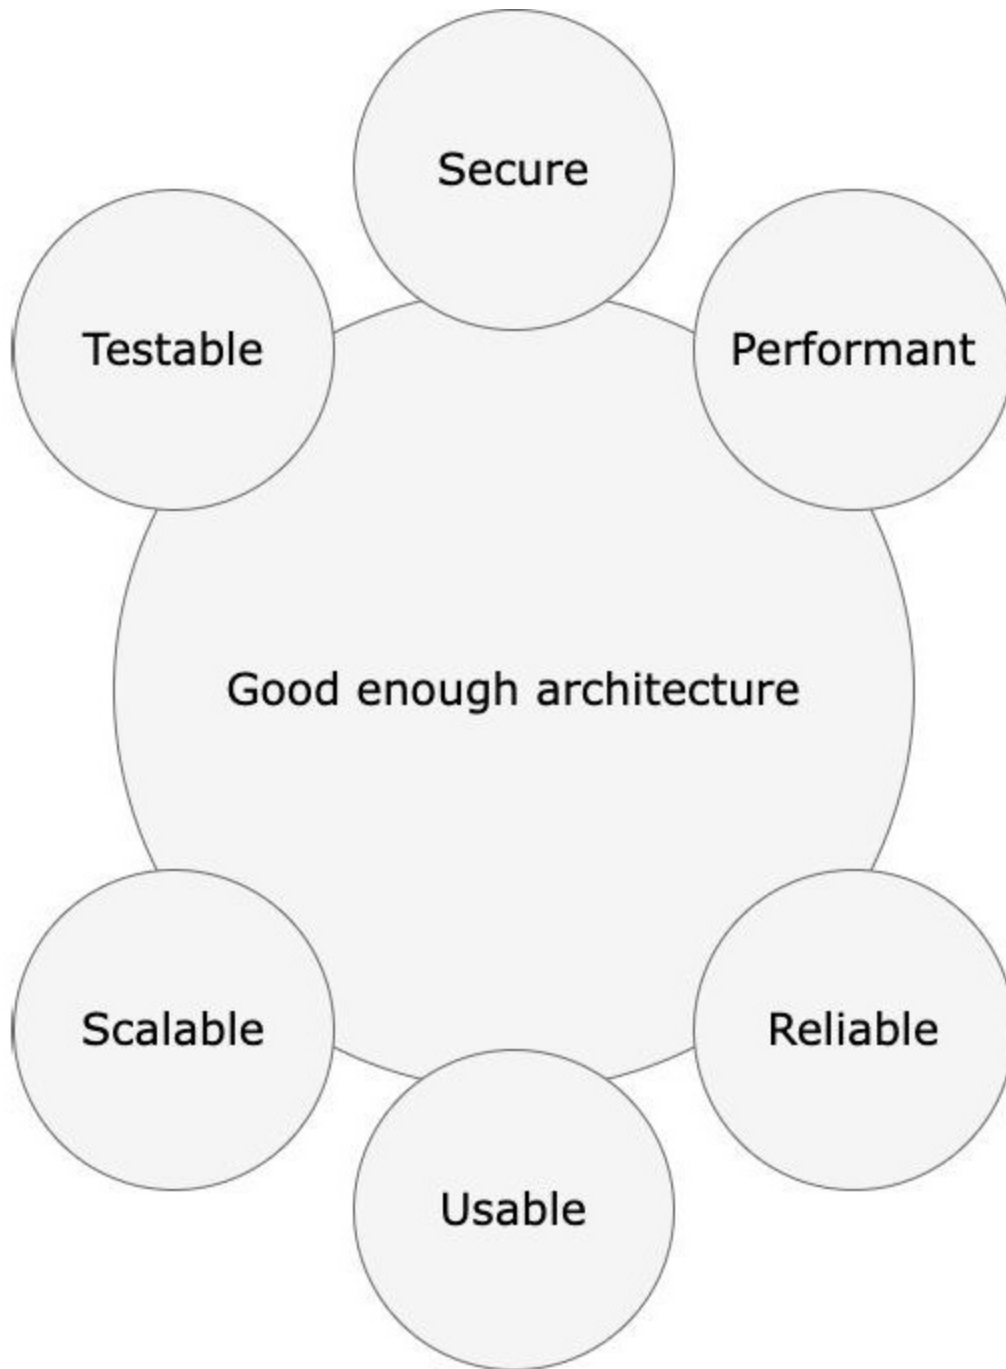 Secure
Testable
Performant
Good enough architecture
Scalable
Reliable
Usable